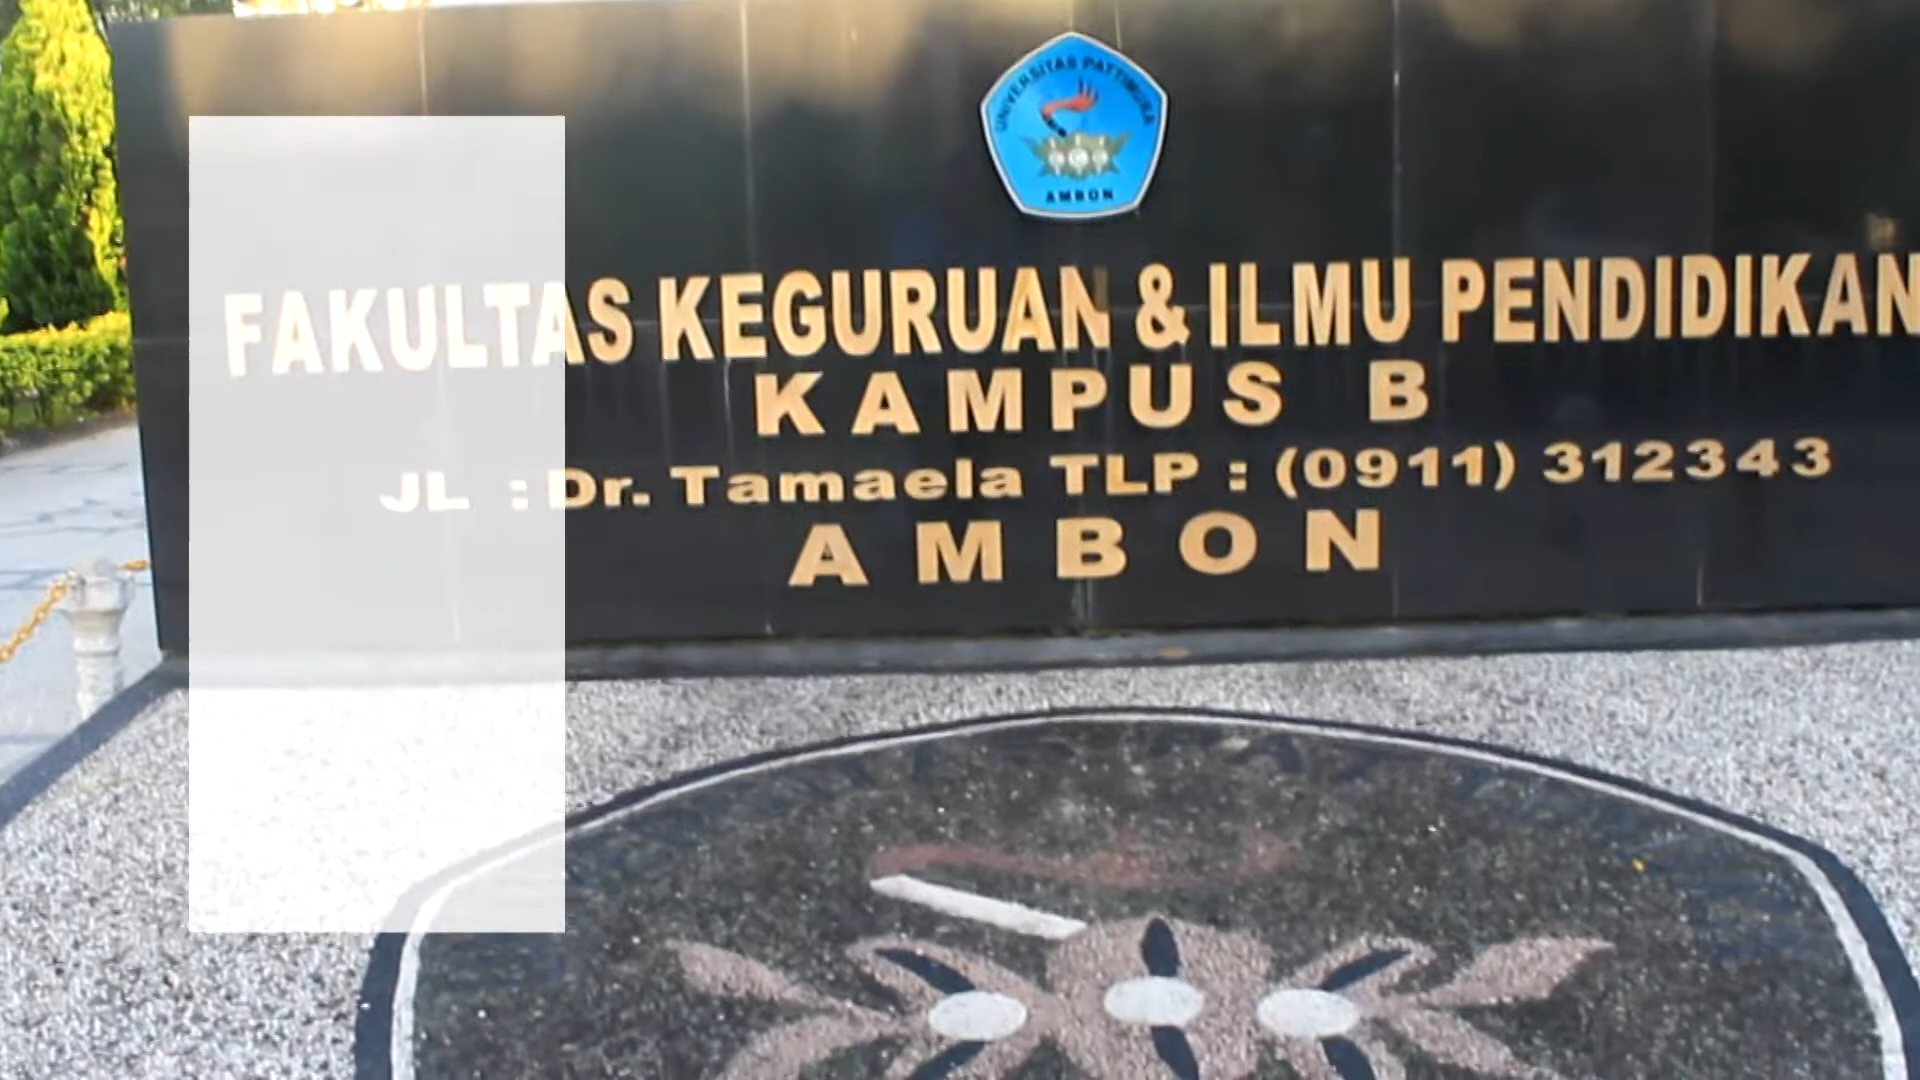 UNIVERSITAS PATTIMURA
AMBON
FAKULTAS KEGURUAN & ILMU PENDIDIKAN
KAMPUS B
JL : Dr. Tamaela TLP : (0911) 312343
AMBON